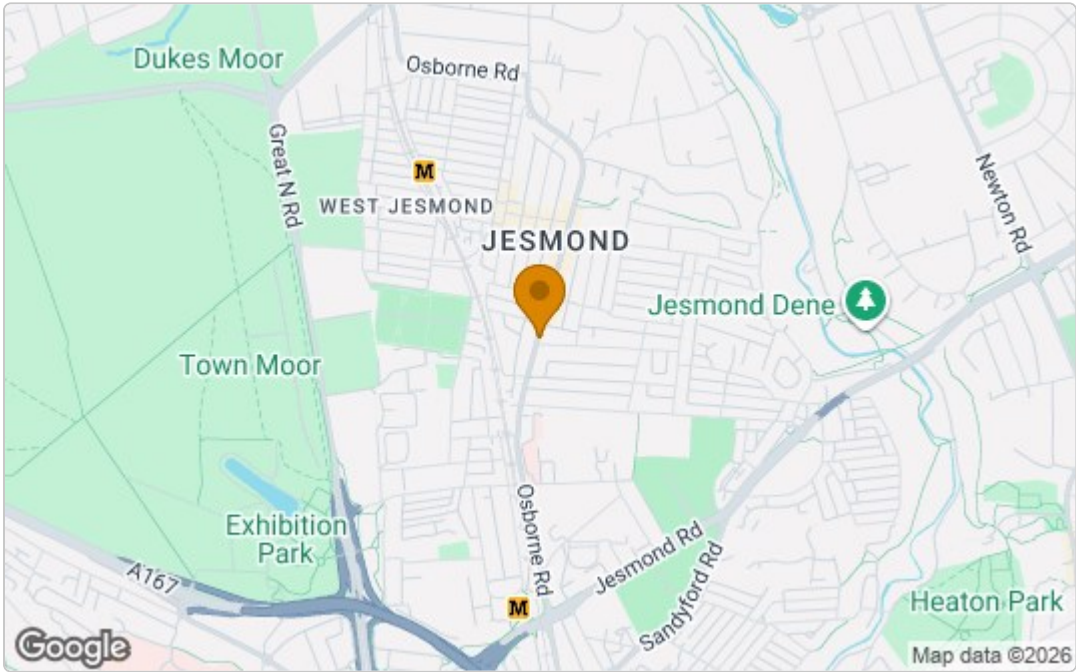 Dukes Moor
Osborne Rd
Great N Rd
M
WEST JESMOND
Newton Rd
JESMOND
Jesmond Dene
Town Moor
Exhibition
Park
Osborne Rd
Jesmond Rd
A167
M
Sandyford Rd
Heaton Park
Google
Map data ©2026